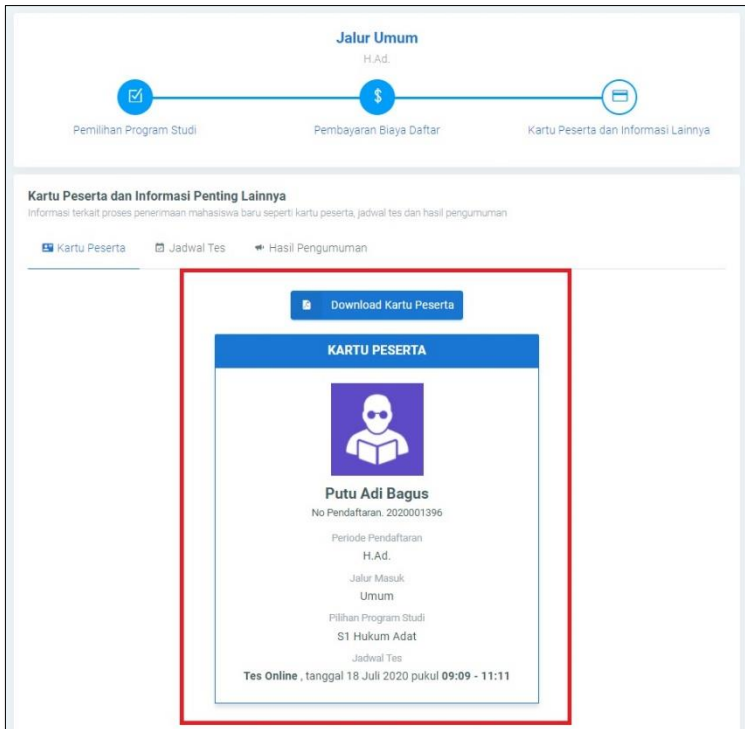 Jalur Umum
H.Ad.
$
Pemilihan Program Studi
Pembayaran Biaya Daftar
Kartu Peserta dan Informasi Lainnya
Kartu Peserta dan Informasi Penting Lainnya
Informasi terkait proses penerimaan mahasiswa baru seperti kartu peserta, jadwal tes dan hasil pengumuman
Kartu Peserta
Jadwal Tes
Hasil Pengumuman
Download Kartu Peserta
KARTU PESERTA
Putu Adi Bagus
No Pendaftaran. 2020001396
Periode Pendaftaran
H.Ad.
Jalur Masuk
Umum
Pilihan Program Studi
S1 Hukum Adat
Jadwal Tes
Tes Online , tanggal 18 Juli 2020 pukul 09:09 - 11:11